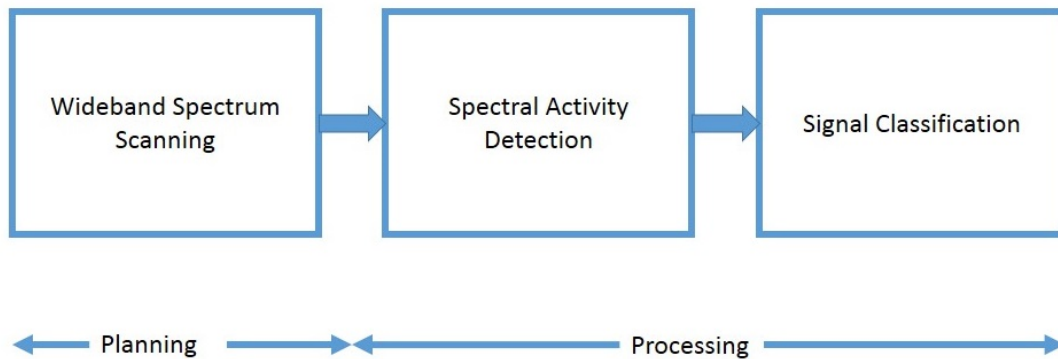 Wideband Spectrum
Scanning
Spectral Activity
Detection
Signal Classification
Planning
Processing